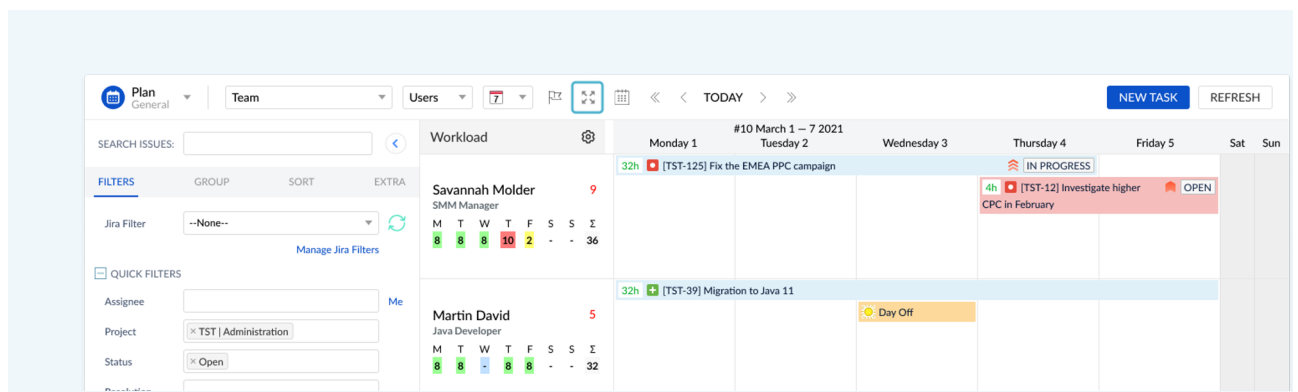 Plan
General
Team
Users
7
TODAY
NEW TASK
REFRESH
SEARCH ISSUES:
FILTERS GROUP SORT EXTRA
Jira Filter
--None--
Manage Jira Filters
QUICK FILTERS
Assignee
Me
Project
× TST | Administration
Status
× Open
Resolution
Workload
#10 March 1 — 7 2021
Monday 1 Tuesday 2 Wednesday 3 Thursday 4 Friday 5 Sat Sun
Savannah Molder 9
SMM Manager
M T W T F S S Σ
8 8 8 10 2 - - 36
32h [TST-125] Fix the EMEA PPC campaign IN PROGRESS
4h [TST-12] Investigate higher OPEN
CPC in February
Martin David 5
Java Developer
M T W T F S S Σ
8 8 - 8 8 - - 32
32h [TST-39] Migration to Java 11
Day Off